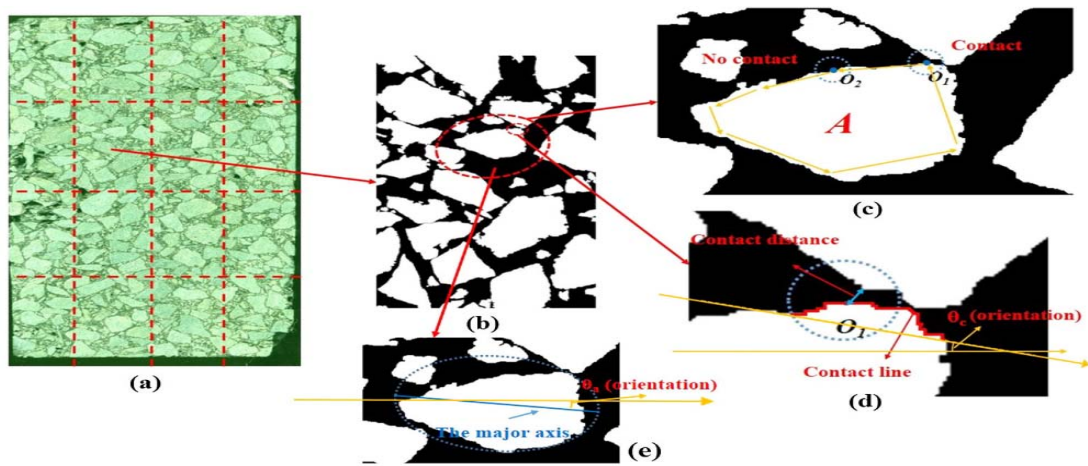 (a)
(b)
No contact
Contact
O2
O1
A
(c)
Contact distance
O1
θc (orientation)
Contact line
(d)
θa (orientation)
The major axis
(e)